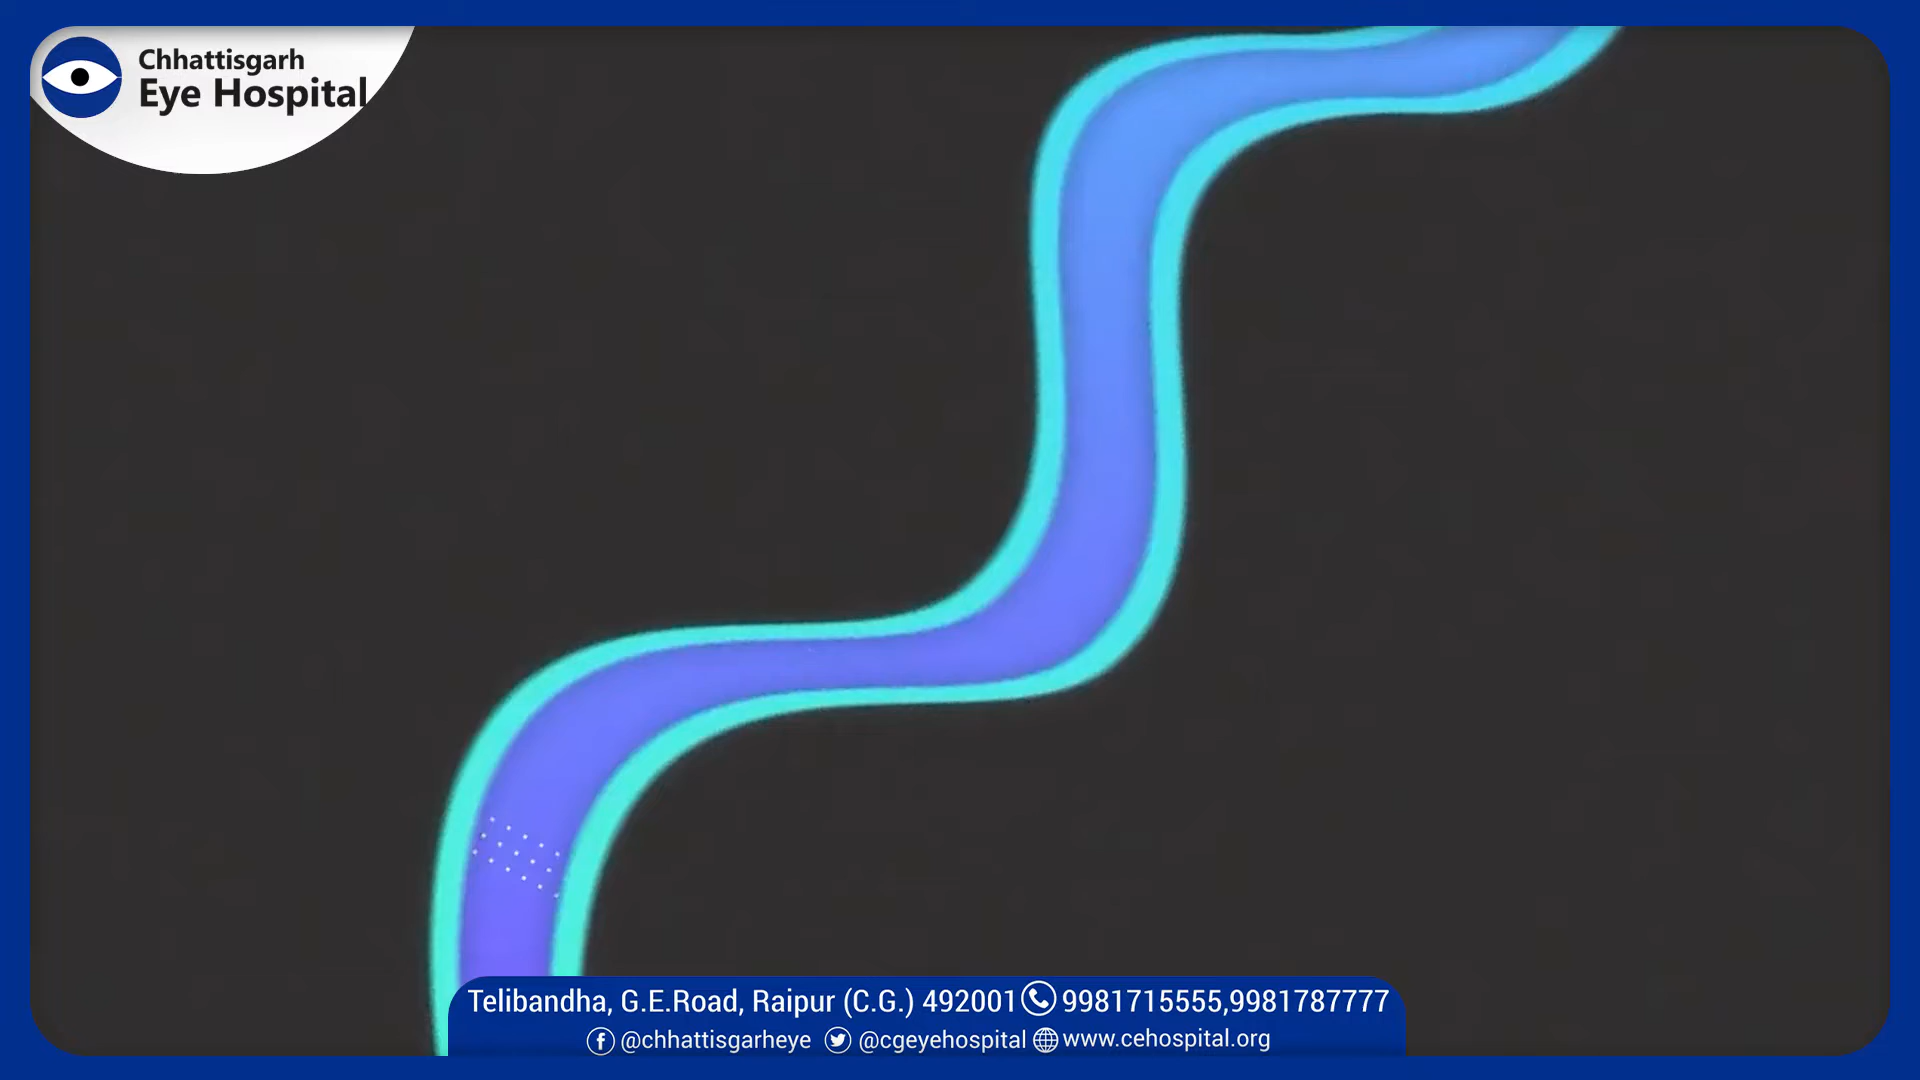 Chhattisgarh
Eye Hospital
Telibandha, G.E.Road, Raipur (C.G.) 492001 9981715555,9981787777
@chhattisgarheye @cgeyehospital www.cehospital.org